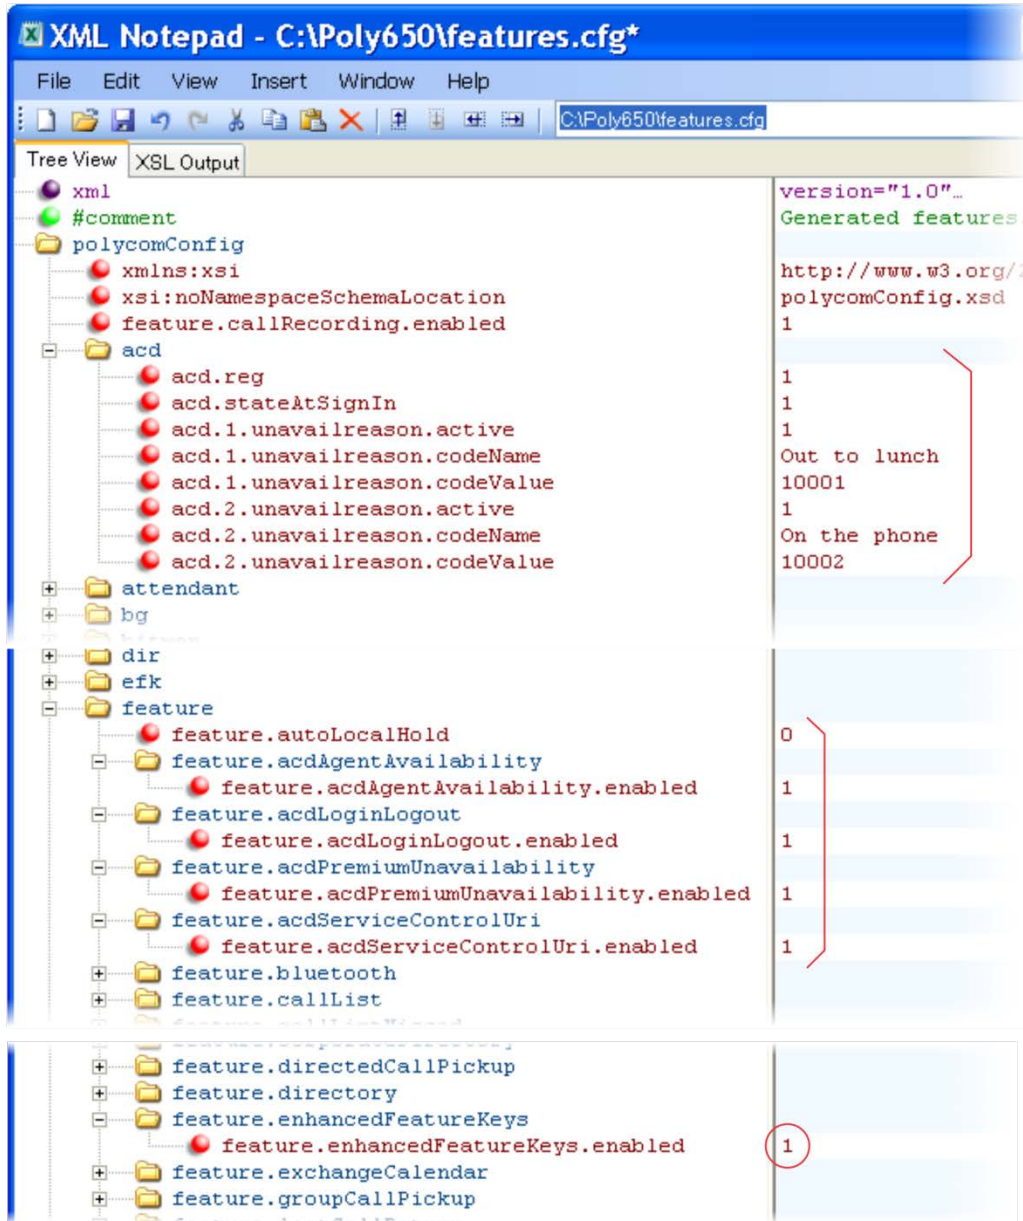 XML Notepad - C:\Poly650\features.cfg*
File Edit View Insert Window Help
C:\Poly650\features.cfg
Tree View XSL Output
xml version="1.0"…
#comment Generated features
polycomConfig
xmlns:xsi http://www.w3.org/
xsi:noNamespaceSchemaLocation polycomConfig.xsd
feature.callRecording.enabled 1
acd
acd.reg 1
acd.stateAtSignIn 1
acd.1.unavailreason.active 1
acd.1.unavailreason.codeName Out to lunch
acd.1.unavailreason.codeValue 10001
acd.2.unavailreason.active 1
acd.2.unavailreason.codeName On the phone
acd.2.unavailreason.codeValue 10002
attendant
bg
dir
efk
feature
feature.autoLocalHold 0
feature.acdAgentAvailability
feature.acdAgentAvailability.enabled 1
feature.acdLoginLogout
feature.acdLoginLogout.enabled 1
feature.acdPremiumUnavailability
feature.acdPremiumUnavailability.enabled 1
feature.acdServiceControlUri
feature.acdServiceControlUri.enabled 1
feature.bluetooth
feature.callList
feature.directedCallPickup
feature.directory
feature.enhancedFeatureKeys
feature.enhancedFeatureKeys.enabled 1
feature.exchangeCalendar
feature.groupCallPickup